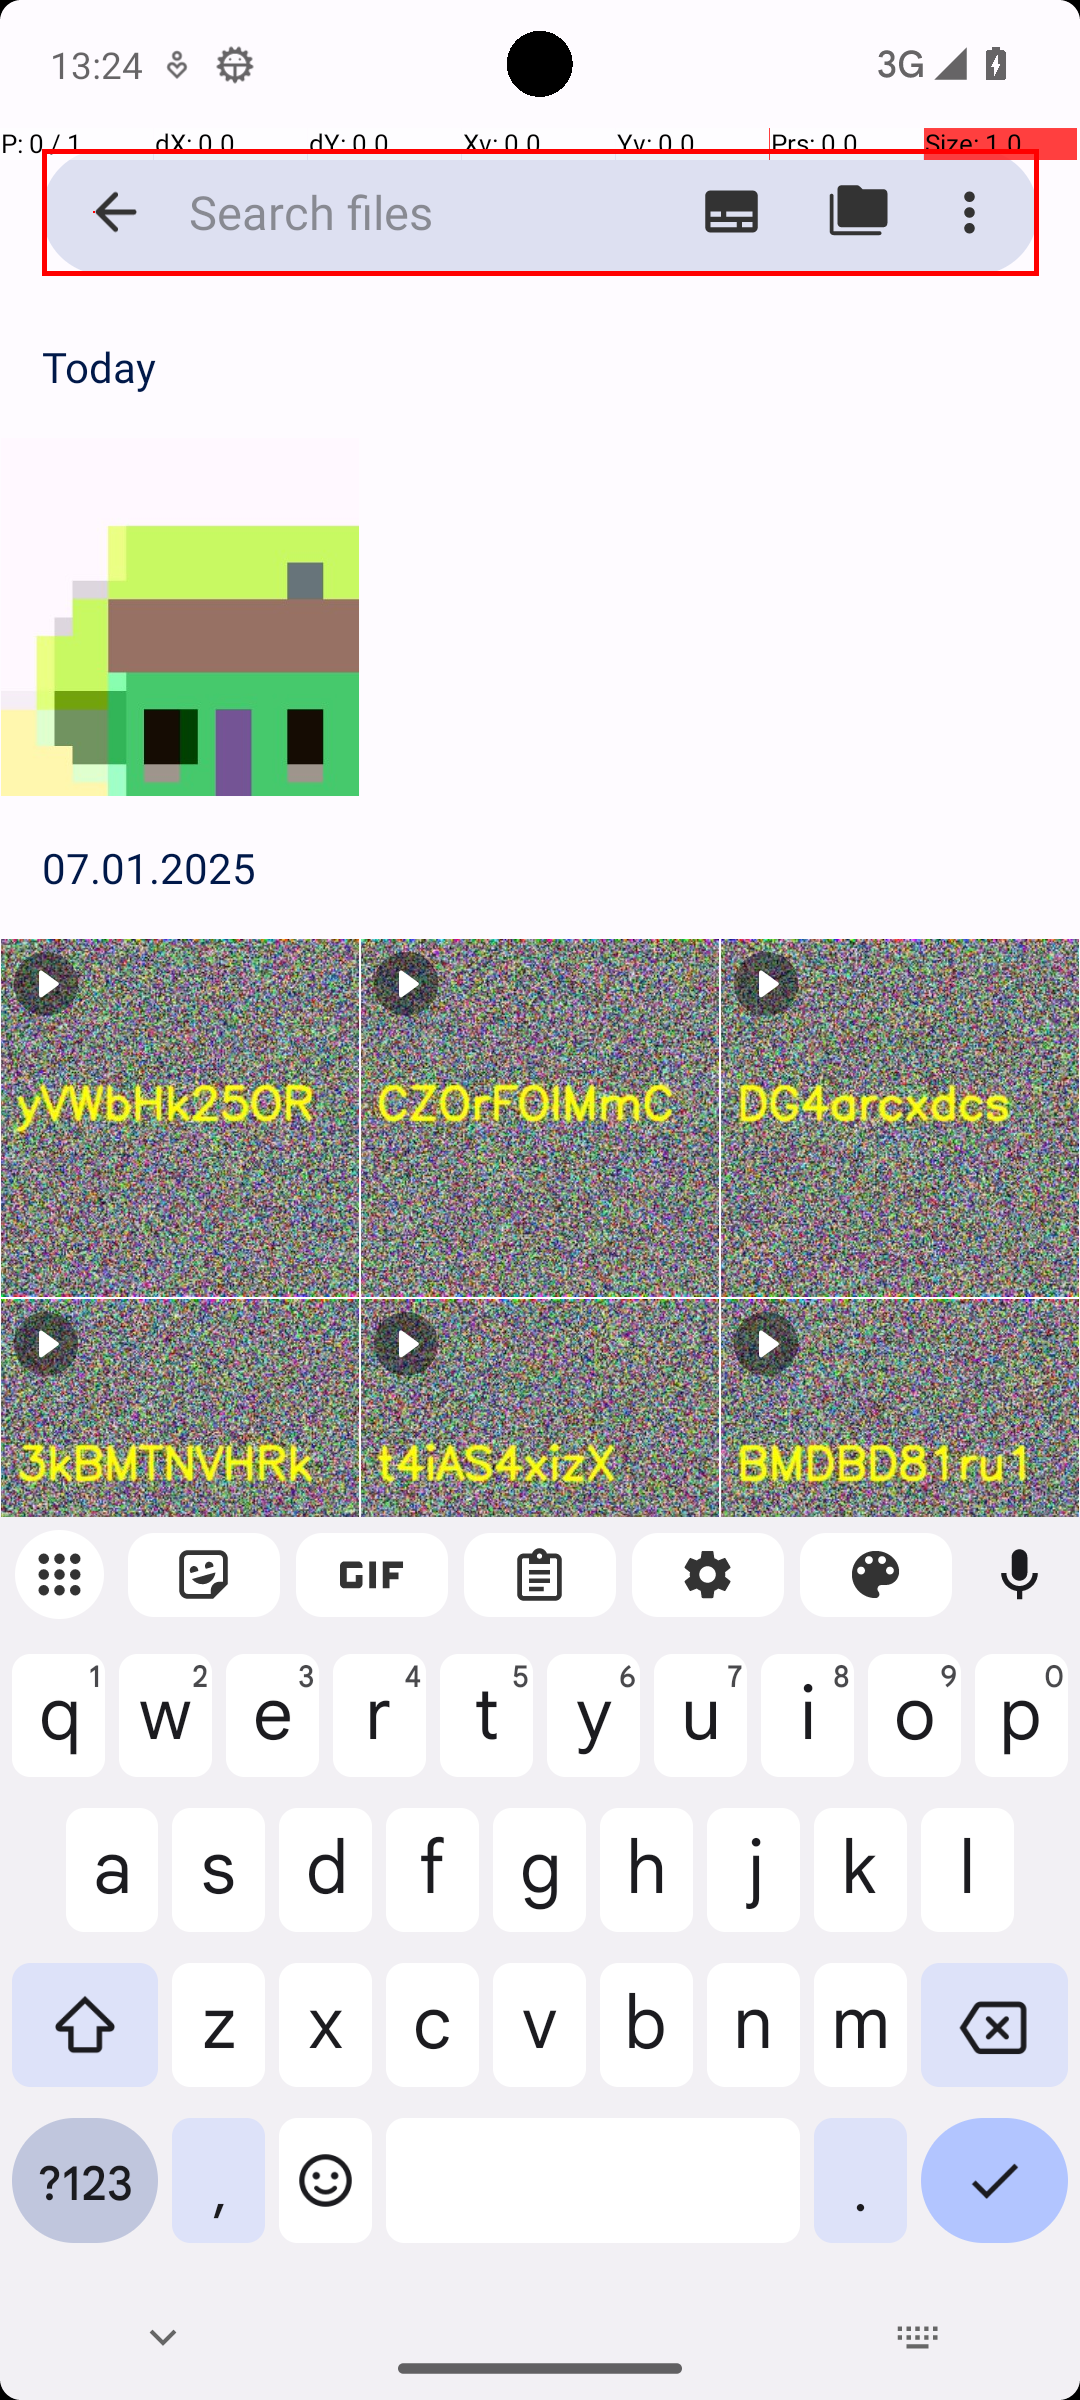 13:24
3G
P: 0 / 1 dX: 0.0 dY: 0.0 Xv: 0.0 Yv: 0.0 Prs: 0.0 Size: 1.0
Search files
Today
07.01.2025
yVWbHk25OR CZ0rFOIMmC DG4arcxdcs
3kBMTNVHRk t4iAS4xizX BMDBD81ru1
GIF
q 1 w 2 e 3 r 4 t 5 y 6 u 7 i 8 o 9 p 0
a s d f g h j k l
z x c v b n m
?123 , .